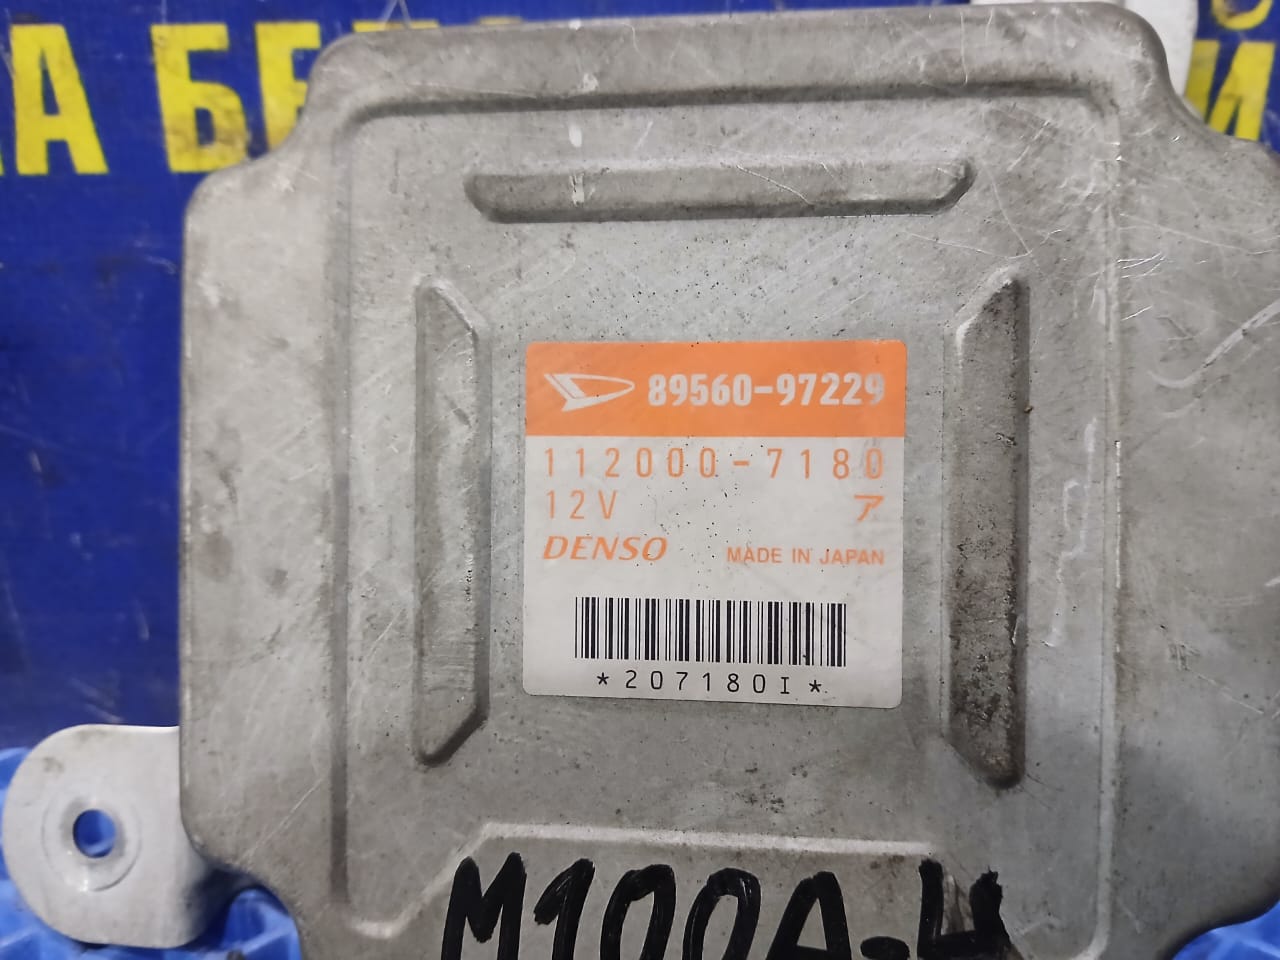 89560-97229
112000-7180
12V ア
DENSO MADE IN JAPAN
*207180I*
M100A-4